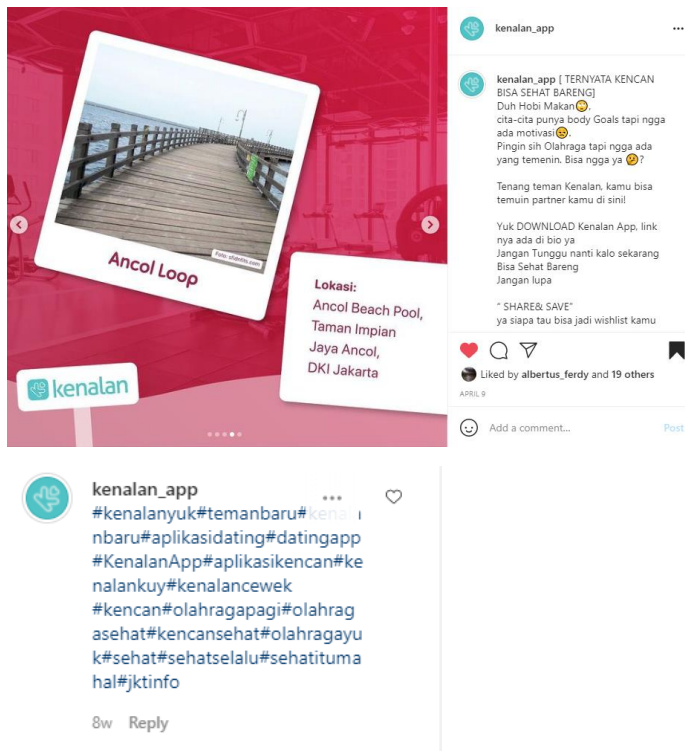 Ancol Loop
Lokasi:
Ancol Beach Pool,
Taman Impian
Jaya Ancol,
DKI Jakarta
kenalan
kenalan_app
kenalan_app [ TERNYATA KENCAN
BISA SEHAT BARENG]
Duh Hobi Makan🙄.
cita-cita punya body Goals tapi ngga
ada motivasi😟.
Pingin sih Olahraga tapi ngga ada
yang temenin. Bisa ngga ya 🤔?
Tenang teman Kenalan, kamu bisa
temuin partner kamu di sini!
Yuk DOWNLOAD Kenalan App, link
nya ada di bio ya
Jangan Tunggu nanti kalo sekarang
Bisa Sehat Bareng
Jangan lupa
“ SHARE& SAVE”
ya siapa tau bisa jadi wishlist kamu
Liked by albertus_ferdy and 19 others
APRIL 9
Add a comment... Post
kenalan_app
#kenalanyuk#temanbaru#kenala
nbaru#aplikasidating#datingapp
#KenalanApp#aplikasikencan#ke
nalankuy#kenalancewek
#kencan#olahragapagi#olahrag
asehat#kencansehat#olahragayu
k#sehat#sehatselalu#sehatituma
hal#jktinfo
8w Reply